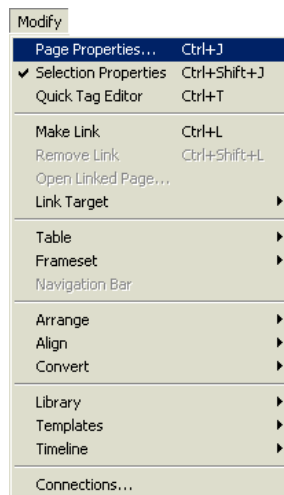 Modify
Page Properties... Ctrl+J
✔ Selection Properties Ctrl+Shift+J
Quick Tag Editor Ctrl+T
Make Link Ctrl+L
Remove Link Ctrl+Shift+L
Open Linked Page...
Link Target
Table
Frameset
Navigation Bar
Arrange
Align
Convert
Library
Templates
Timeline
Connections...